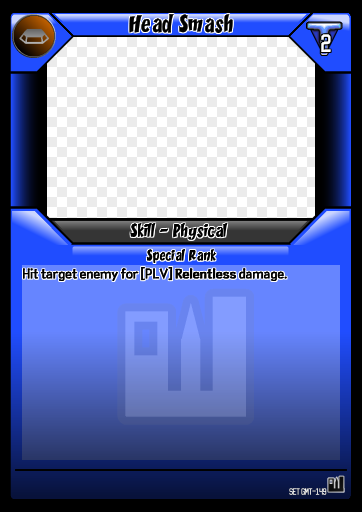 Head Smash
2
Skill - Physical
Special Rank
Hit target enemy for [PLV] Relentless damage.
SET GMT-149